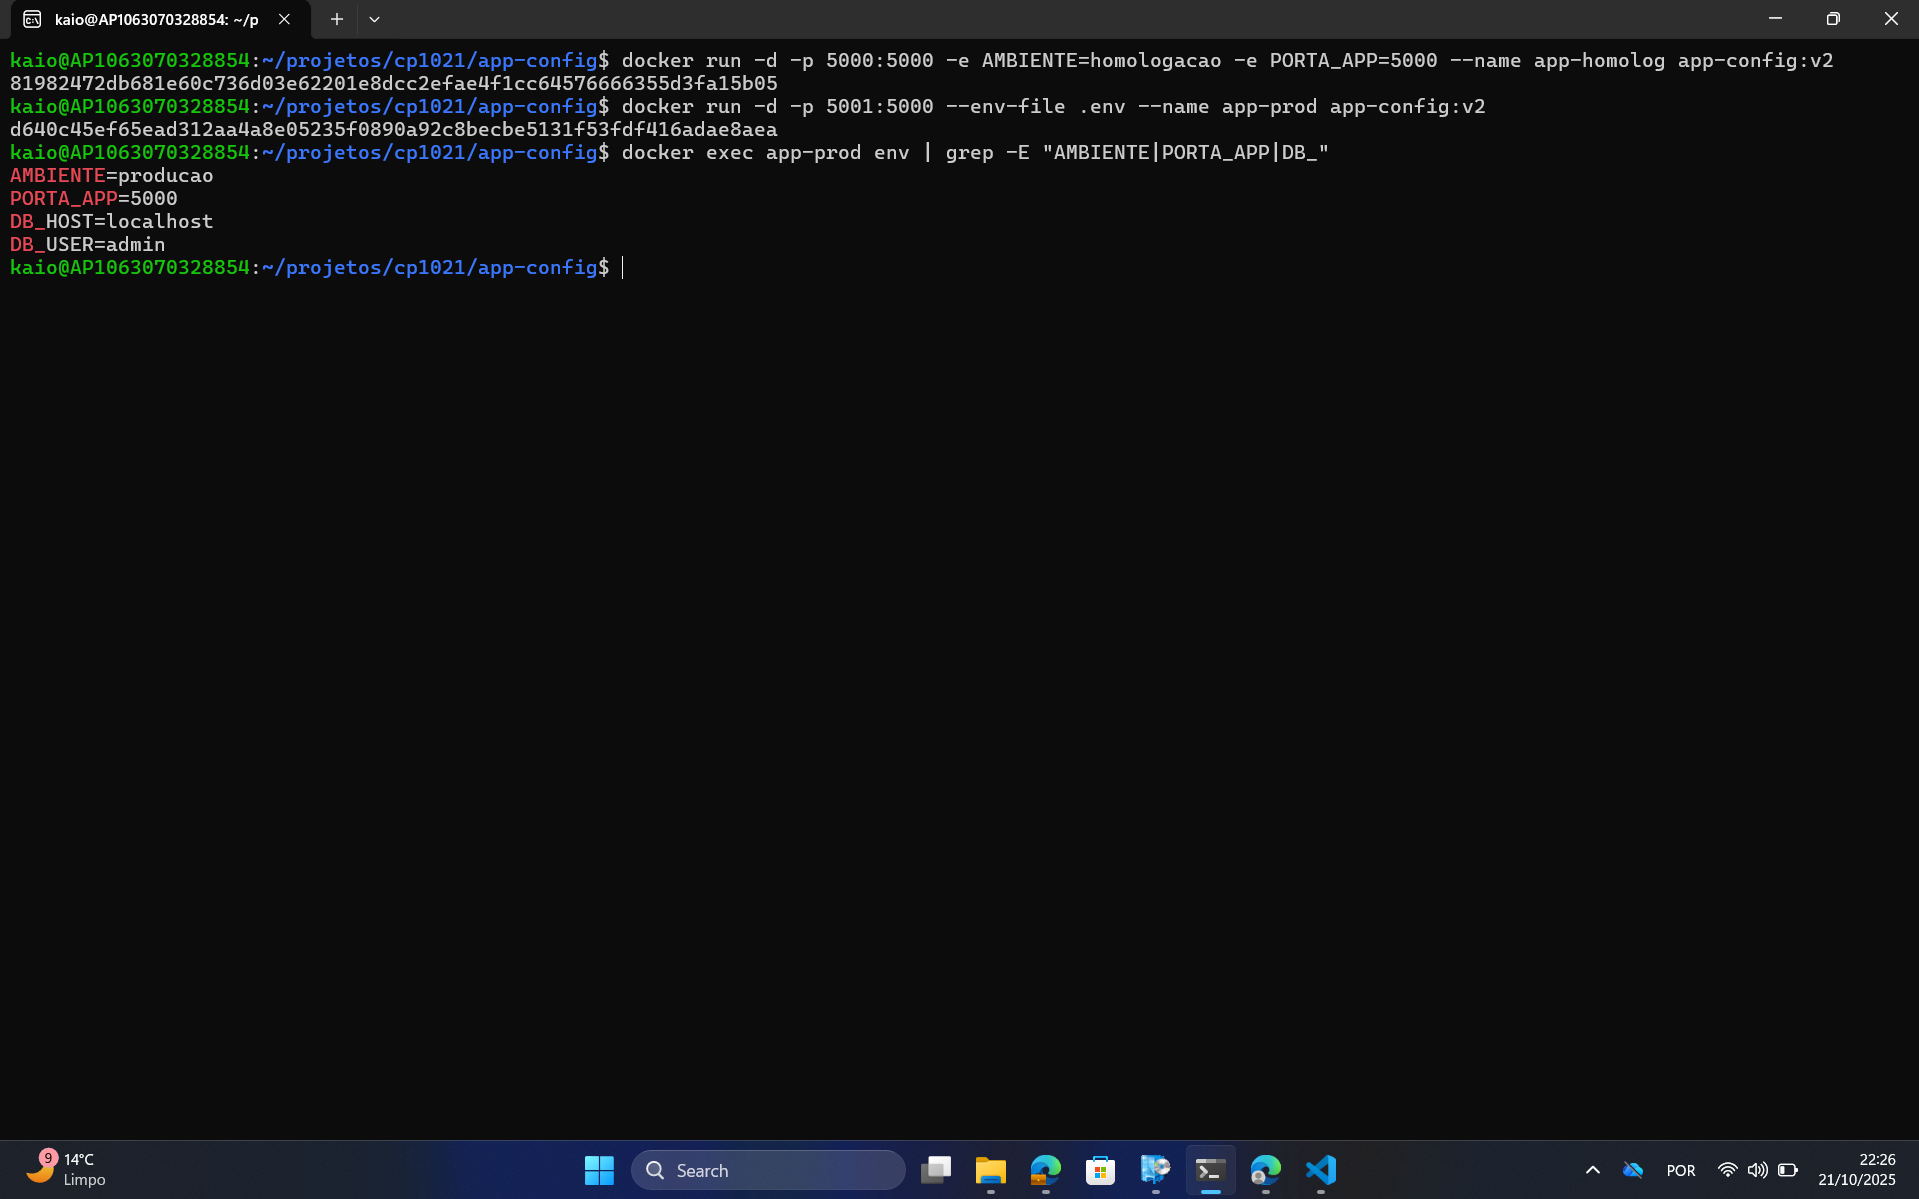 kaio@AP1063070328854: ~/p
kaio@AP1063070328854:~/projetos/cp1021/app-config$ docker run -d -p 5000:5000 -e AMBIENTE=homologacao -e PORTA_APP=5000 --name app-homolog app-config:v2
81982472db681e60c736d03e62201e8dcc2efae4f1cc64576666355d3fa15b05
kaio@AP1063070328854:~/projetos/cp1021/app-config$ docker run -d -p 5001:5000 --env-file .env --name app-prod app-config:v2
d640c45ef65ead312aa4a8e05235f0890a92c8becbe5131f53fdf416adae8aea
kaio@AP1063070328854:~/projetos/cp1021/app-config$ docker exec app-prod env | grep -E "AMBIENTE|PORTA_APP|DB_"
AMBIENTE=producao
PORTA_APP=5000
DB_HOST=localhost
DB_USER=admin
kaio@AP1063070328854:~/projetos/cp1021/app-config$
9
14°C
Limpo
Search
POR
22:26
21/10/2025